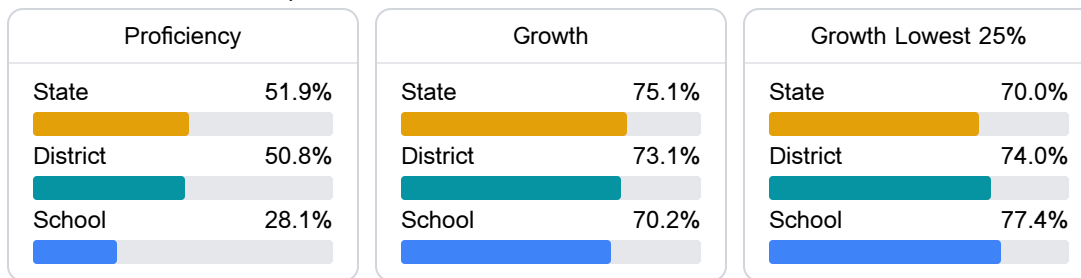 Proficiency
State 51.9%
District 50.8%
School 28.1%
Growth
State 75.1%
District 73.1%
School 70.2%
Growth Lowest 25%
State 70.0%
District 74.0%
School 77.4%